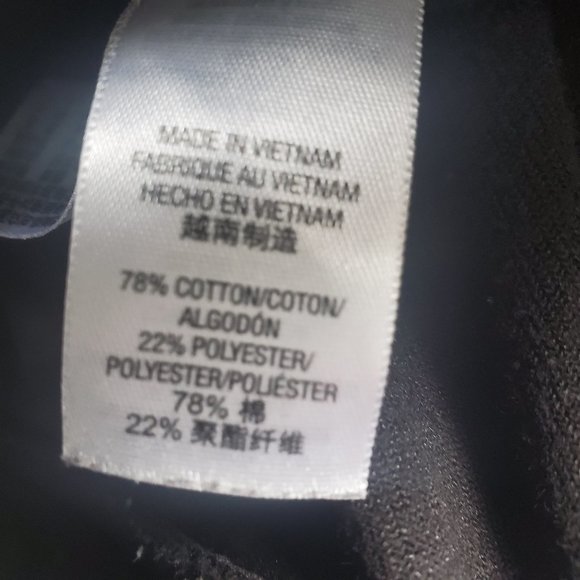 MADE IN VIETNAM
FABRIQUE AU VIETNAM
HECHO EN VIETNAM
越南制造
78% COTTON/COTON/
ALGODÓN
22% POLYESTER/
POLYESTER/POLIÉSTER
78% 棉
22% 聚酯纤维